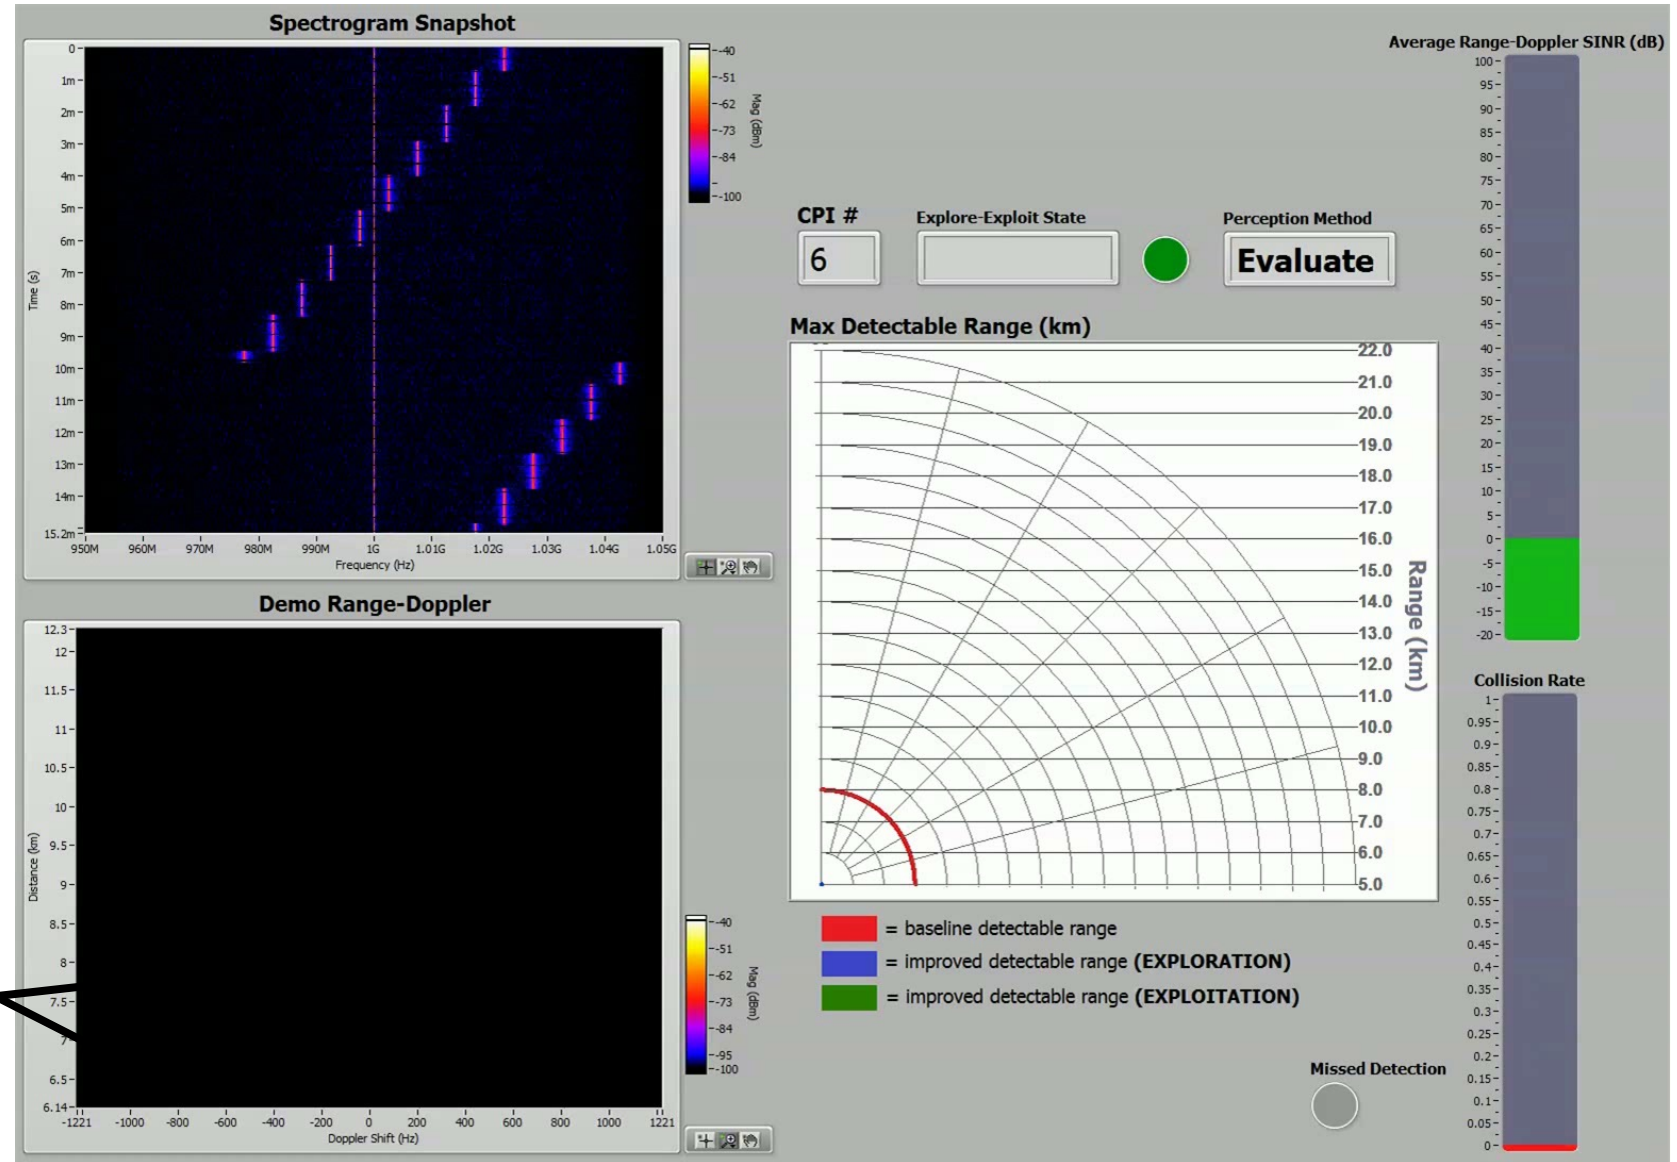 Spectrogram Snapshot
0
1m
2m
3m
4m
5m
6m
7m
8m
9m
10m
11m
12m
13m
14m
15.2m
Time (s)
950M 960M 970M 980M 990M 1G 1.01G 1.02G 1.03G 1.04G 1.05G
Frequency (Hz)
-40
-51
-62
-73
-84
-100
Mag (dBm)
Demo Range-Doppler
12.3
12
11.5
11
10.5
10
9.5
9
8.5
8
7.5
7
6.5
6.14
Distance (km)
-1221 -1000 -800 -600 -400 -200 0 200 400 600 800 1000 1221
Doppler Shift (Hz)
-40
-51
-62
-73
-84
-95
-100
Mag (dBm)
CPI #
6
Explore-Exploit State
Perception Method
Evaluate
Max Detectable Range (km)
22.0
21.0
20.0
19.0
18.0
17.0
16.0
15.0
14.0
13.0
12.0
11.0
10.0
9.0
8.0
7.0
6.0
5.0
Range (km)
= baseline detectable range
= improved detectable range (EXPLORATION)
= improved detectable range (EXPLOITATION)
Missed Detection
Average Range-Doppler SINR (dB)
100
95
90
85
80
75
70
65
60
55
50
45
40
35
30
25
20
15
10
5
0
-5
-10
-15
-20
Collision Rate
1
0.95
0.9
0.85
0.8
0.75
0.7
0.65
0.6
0.55
0.5
0.45
0.4
0.35
0.3
0.25
0.2
0.15
0.1
0.05
0